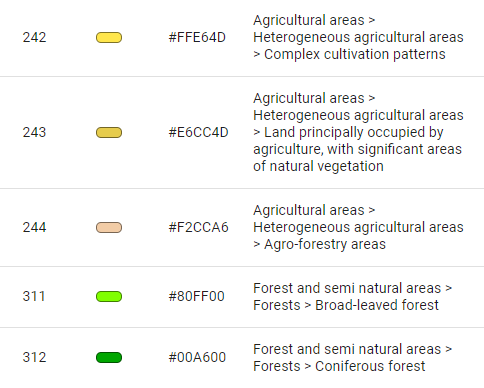 Agricultural areas >
242 #FFE64D Heterogeneous agricultural areas
> Complex cultivation patterns
Agricultural areas >
Heterogeneous agricultural areas
243 #E6CC4D > Land principally occupied by
agriculture, with significant areas
of natural vegetation
Agricultural areas >
244 #F2CCA6 Heterogeneous agricultural areas
> Agro-forestry areas
311 #80FF00 Forest and semi natural areas >
Forests > Broad-leaved forest
312 #00A600 Forest and semi natural areas >
Forests > Coniferous forest